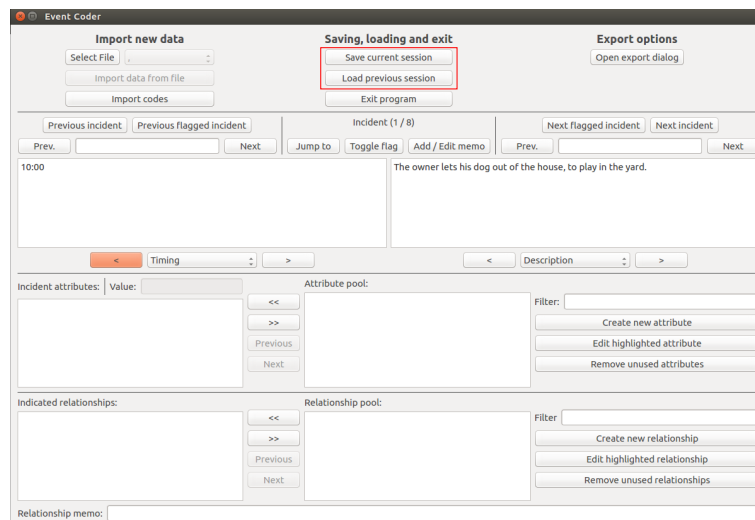 Event Coder
Import new data
Saving, loading and exit
Export options
Select File , Save current session Open export dialog
Import data from file Load previous session
Import codes Exit program
Previous incident Previous flagged incident Incident (1 / 8) Next flagged incident Next incident
Prev. Next Jump to Toggle flag Add / Edit memo Prev. Next
10:00 The owner lets his dog out of the house, to play in the yard.
< Timing > < Description >
Incident attributes: Value: Attribute pool:
<< Filter:
>> Create new attribute
Previous Edit highlighted attribute
Next Remove unused attributes
Indicated relationships: Relationship pool:
<< Filter
>> Create new relationship
Previous Edit highlighted relationship
Next Remove unused relationships
Relationship memo: